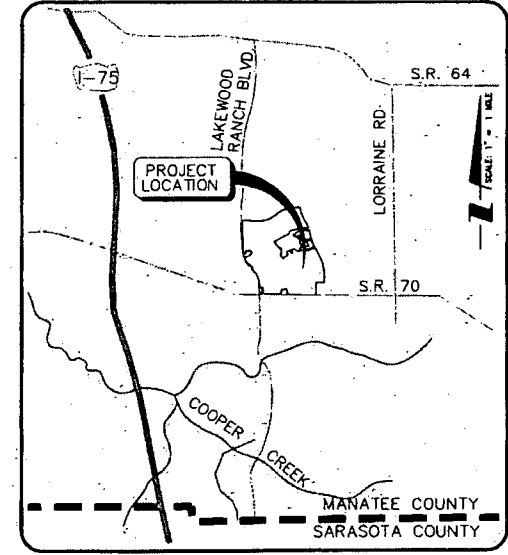 I-75
S.R. 64
LAKEWOOD
RANCH BLVD.
LORRAINE RD.
SCALE: 1" = 1 MILE
PROJECT
LOCATION
S.R. 70
COOPER CREEK
MANATEE COUNTY
SARASOTA COUNTY